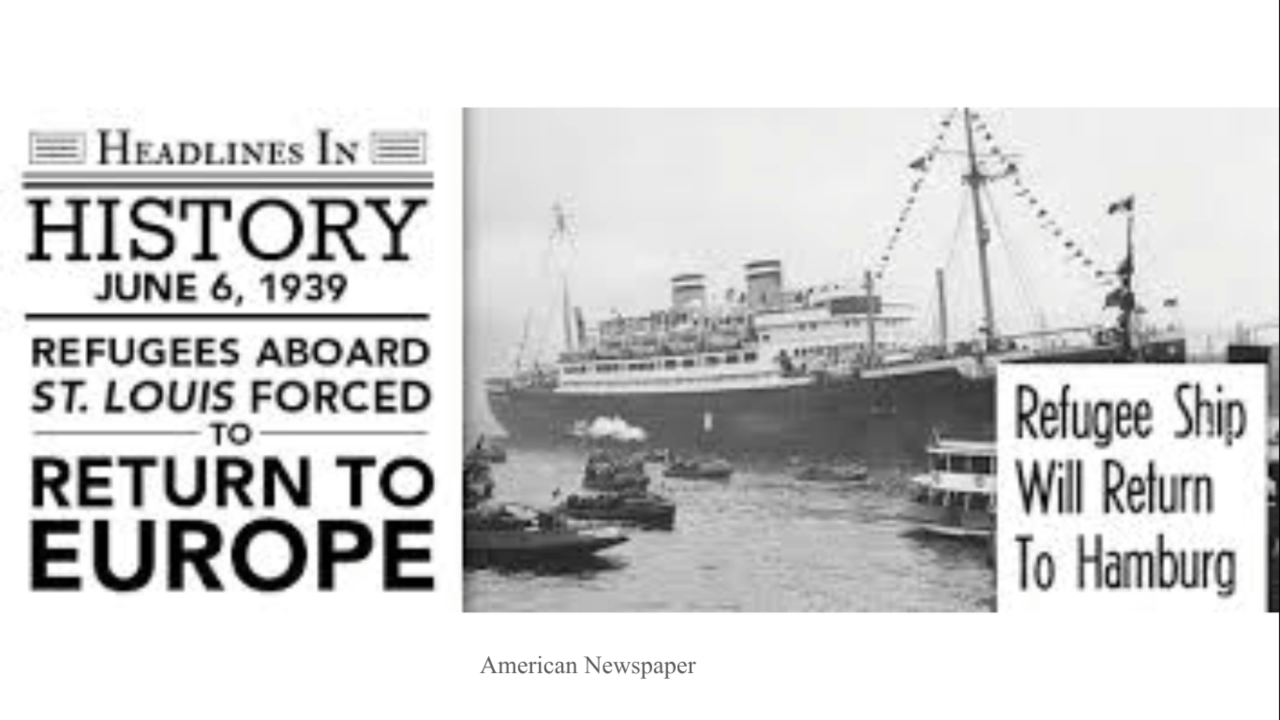 HEADLINES IN
HISTORY
JUNE 6, 1939
REFUGEES ABOARD
ST. LOUIS FORCED
TO
RETURN TO
EUROPE
Refugee Ship
Will Return
To Hamburg
American Newspaper